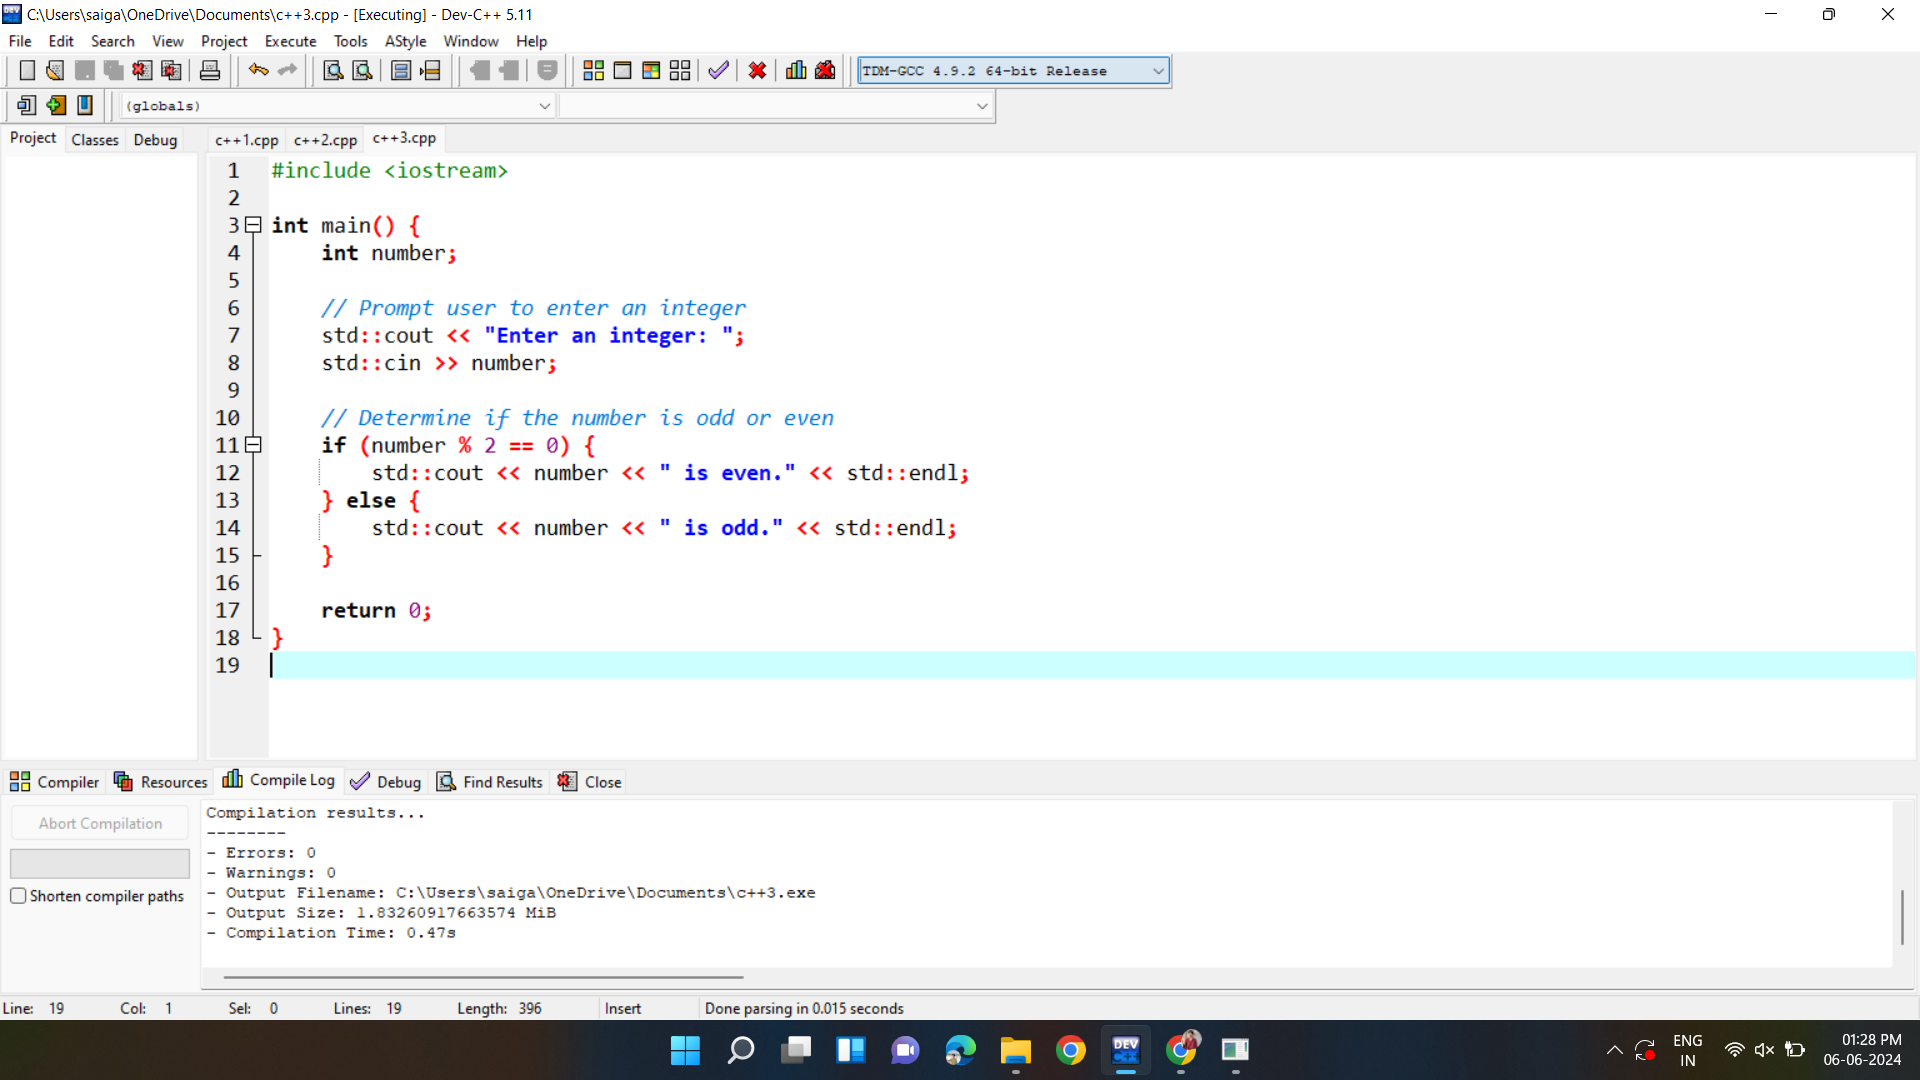 C:\Users\saiga\OneDrive\Documents\c++3.cpp - [Executing] - Dev-C++ 5.11
File Edit Search View Project Execute Tools AStyle Window Help
TDM-GCC 4.9.2 64-bit Release
(globals)
Project Classes Debug c++1.cpp c++2.cpp c++3.cpp
1 #include <iostream>
2
3 int main() {
4 int number;
5
6 // Prompt user to enter an integer
7 std::cout << "Enter an integer: ";
8 std::cin >> number;
9
10 // Determine if the number is odd or even
11 if (number % 2 == 0) {
12 std::cout << number << " is even." << std::endl;
13 } else {
14 std::cout << number << " is odd." << std::endl;
15 }
16
17 return 0;
18 }
19
Compiler Resources Compile Log Debug Find Results Close
Abort Compilation
Shorten compiler paths
Compilation results...
--------
- Errors: 0
- Warnings: 0
- Output Filename: C:\Users\saiga\OneDrive\Documents\c++3.exe
- Output Size: 1.83260917663574 MiB
- Compilation Time: 0.47s
Line: 19 Col: 1 Sel: 0 Lines: 19 Length: 396 Insert Done parsing in 0.015 seconds
DEV
C++
ENG
IN
01:28 PM
06-06-2024